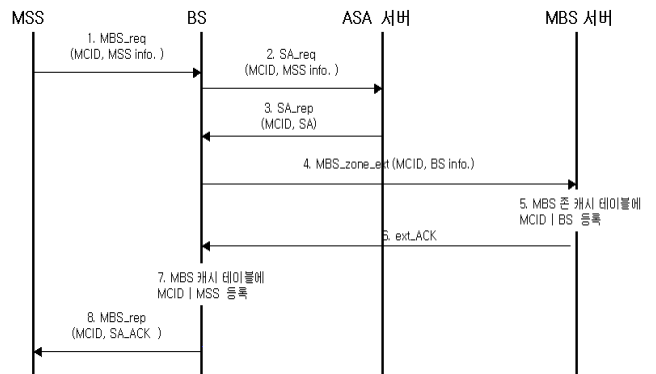 MSS BS ASA 서버 MBS 서버
1. MBS_req
(MCID, MSS info. )
2. SA_req
(MCID, MSS info. )
3. SA_rep
(MCID, SA)
4. MBS_zone_ext (MCID, BS info.)
5. MBS 존 캐시 테이블에
MCID | BS 등록
6. ext_ACK
7. MBS 캐시 테이블에
MCID | MSS 등록
8. MBS_rep
(MCID, SA_ACK )